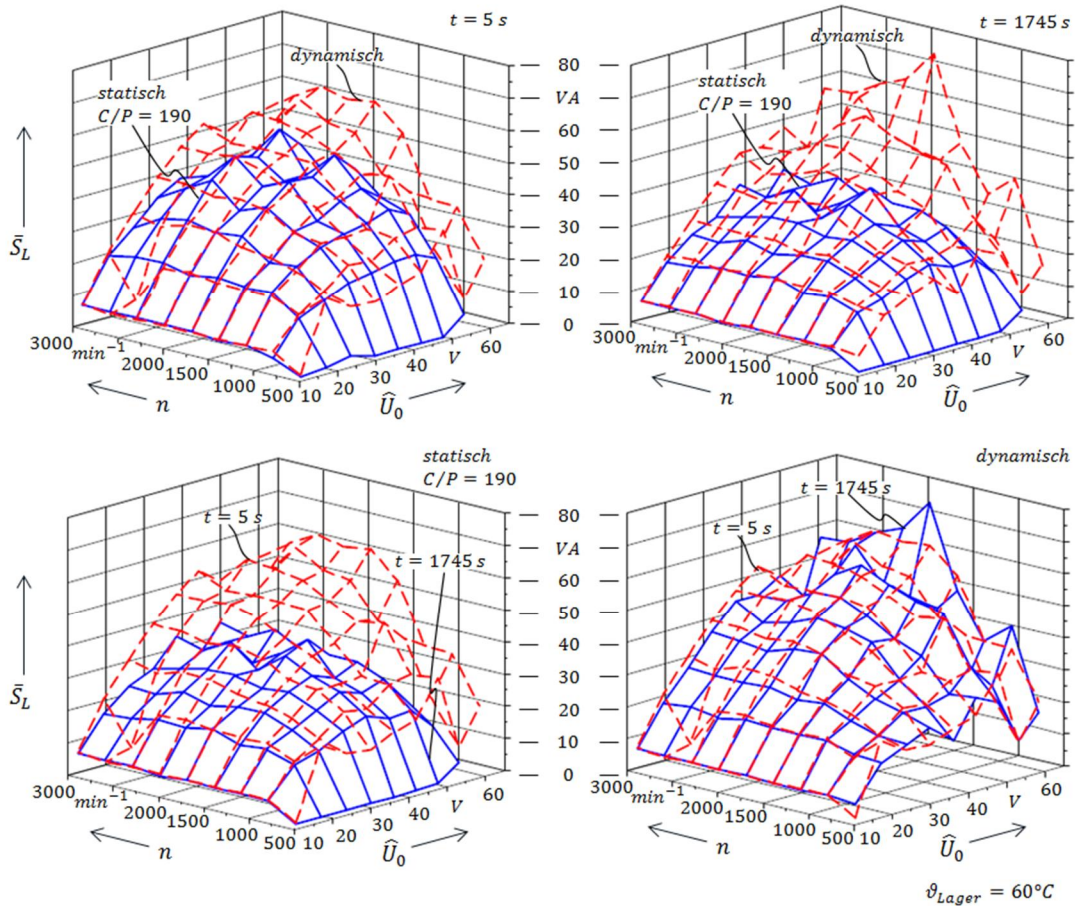 t = 5 s
dynamisch
statisch
C/P = 190
S̄_L
3000 min⁻¹ 2000 1500 1000 500
n
10 20 30 40 V 60
Û₀
80
VA
60
50
40
30
20
10
0
t = 1745 s
dynamisch
statisch
C/P = 190
3000 min⁻¹ 2000 1500 1000 500
n
10 20 30 40 V 60
Û₀
statisch
C/P = 190
t = 5 s
t = 1745 s
S̄_L
3000 min⁻¹ 2000 1500 1000 500
n
10 20 30 40 V 60
Û₀
80
VA
60
50
40
30
20
10
0
dynamisch
t = 1745 s
t = 5 s
3000 min⁻¹ 2000 1500 1000 500
n
10 20 30 40 V 60
Û₀
ϑ_Lager = 60°C